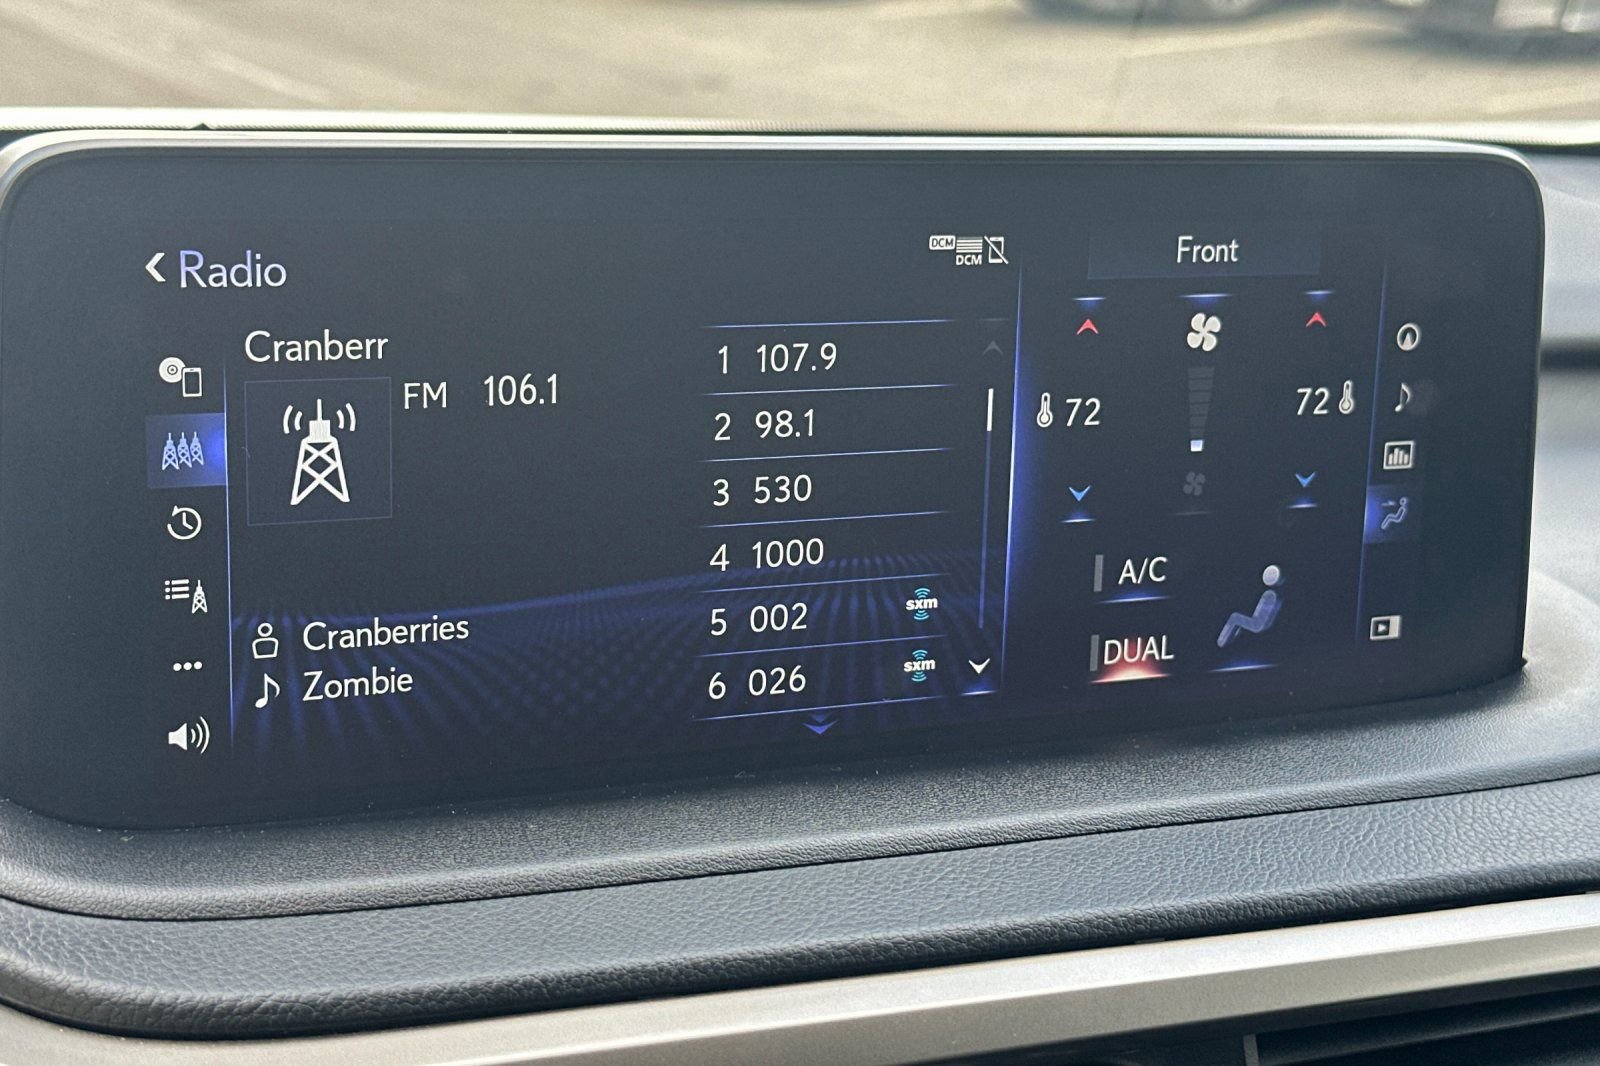 Radio
DCM
DCM
Front
Cranberr
FM 106.1
1 107.9
2 98.1
3 530
4 1000
5 002 sxm
6 026 sxm
Cranberries
Zombie
72
72
A/C
DUAL